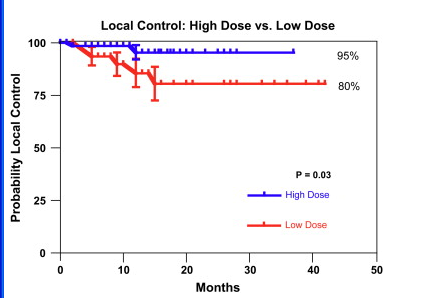 Local Control: High Dose vs. Low Dose
100
95%
80%
75
Probability Local Control
50
P = 0.03
25
High Dose
Low Dose
0
0 10 20 30 40 50
Months